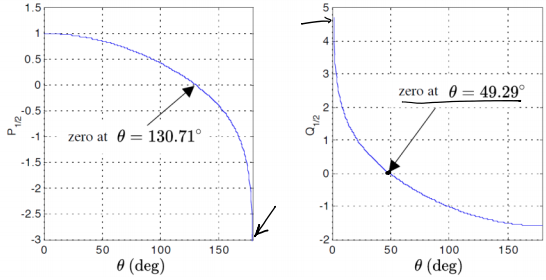 1.5
1
0.5
0
-0.5
-1
-1.5
-2
-2.5
-3
P1/2
zero at θ = 130.71°
0 50 100 150
θ (deg)
5
4
3
2
1
0
-1
-2
Q1/2
zero at θ = 49.29°
0 50 100 150
θ (deg)